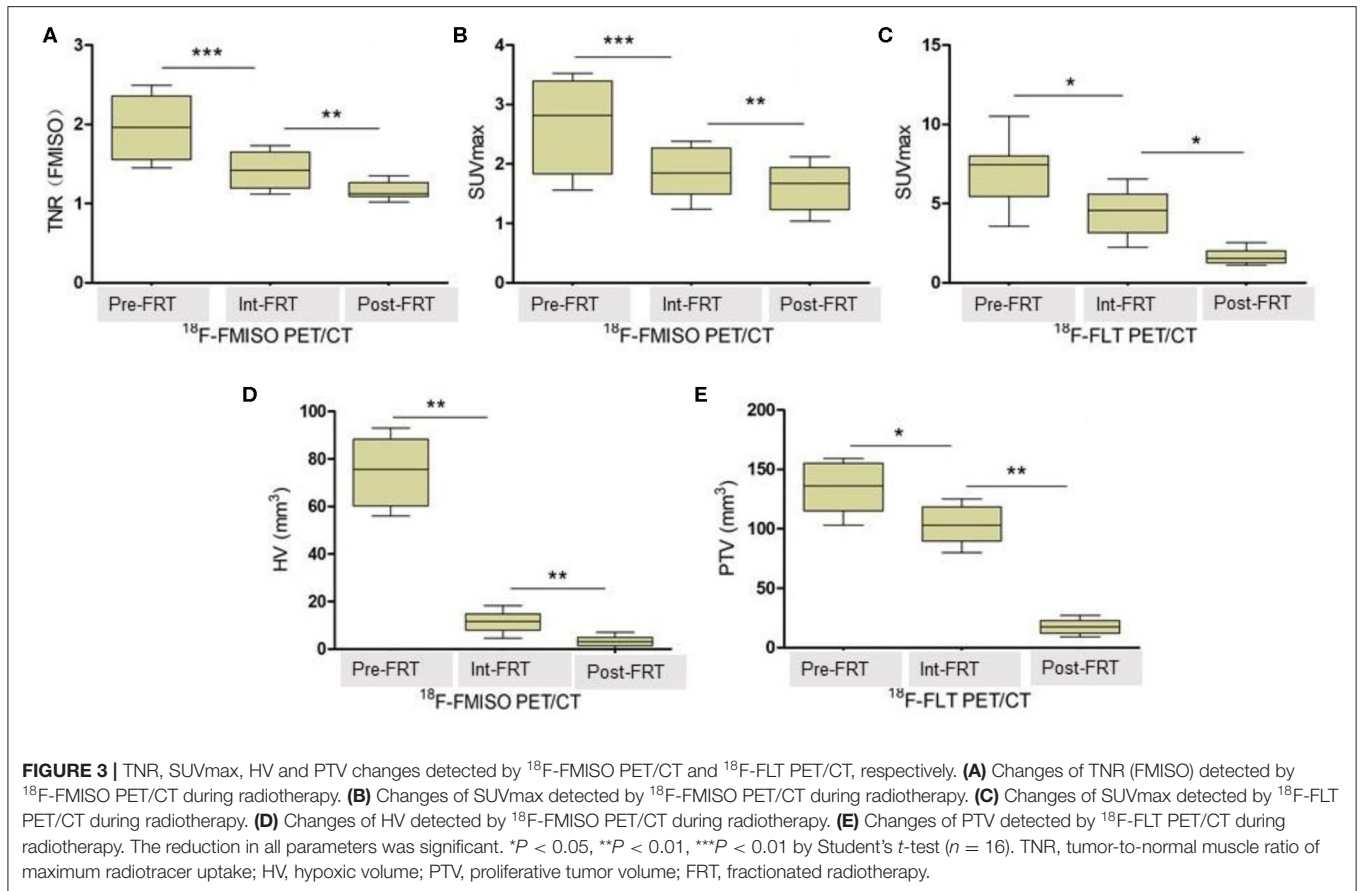 A
3
2
1
0
TNR (FMISO)
***
**
Pre-FRT Int-FRT Post-FRT
¹⁸F-FMISO PET/CT
B
4
3
2
1
0
SUVmax
***
**
Pre-FRT Int-FRT Post-FRT
¹⁸F-FMISO PET/CT
C
15
10
5
0
SUVmax
*
*
Pre-FRT Int-FRT Post-FRT
¹⁸F-FLT PET/CT
D
100
80
60
40
20
0
HV (mm³)
**
**
Pre-FRT Int-FRT Post-FRT
¹⁸F-FMISO PET/CT
E
200
150
100
50
0
PTV (mm³)
*
**
Pre-FRT Int-FRT Post-FRT
¹⁸F-FLT PET/CT
FIGURE 3 | TNR, SUVmax, HV and PTV changes detected by ¹⁸F-FMISO PET/CT and ¹⁸F-FLT PET/CT, respectively. (A) Changes of TNR (FMISO) detected by
¹⁸F-FMISO PET/CT during radiotherapy. (B) Changes of SUVmax detected by ¹⁸F-FMISO PET/CT during radiotherapy. (C) Changes of SUVmax detected by ¹⁸F-FLT
PET/CT during radiotherapy. (D) Changes of HV detected by ¹⁸F-FMISO PET/CT during radiotherapy. (E) Changes of PTV detected by ¹⁸F-FLT PET/CT during
radiotherapy. The reduction in all parameters was significant. *P < 0.05, **P < 0.01, ***P < 0.01 by Student's t-test (n = 16). TNR, tumor-to-normal muscle ratio of
maximum radiotracer uptake; HV, hypoxic volume; PTV, proliferative tumor volume; FRT, fractionated radiotherapy.